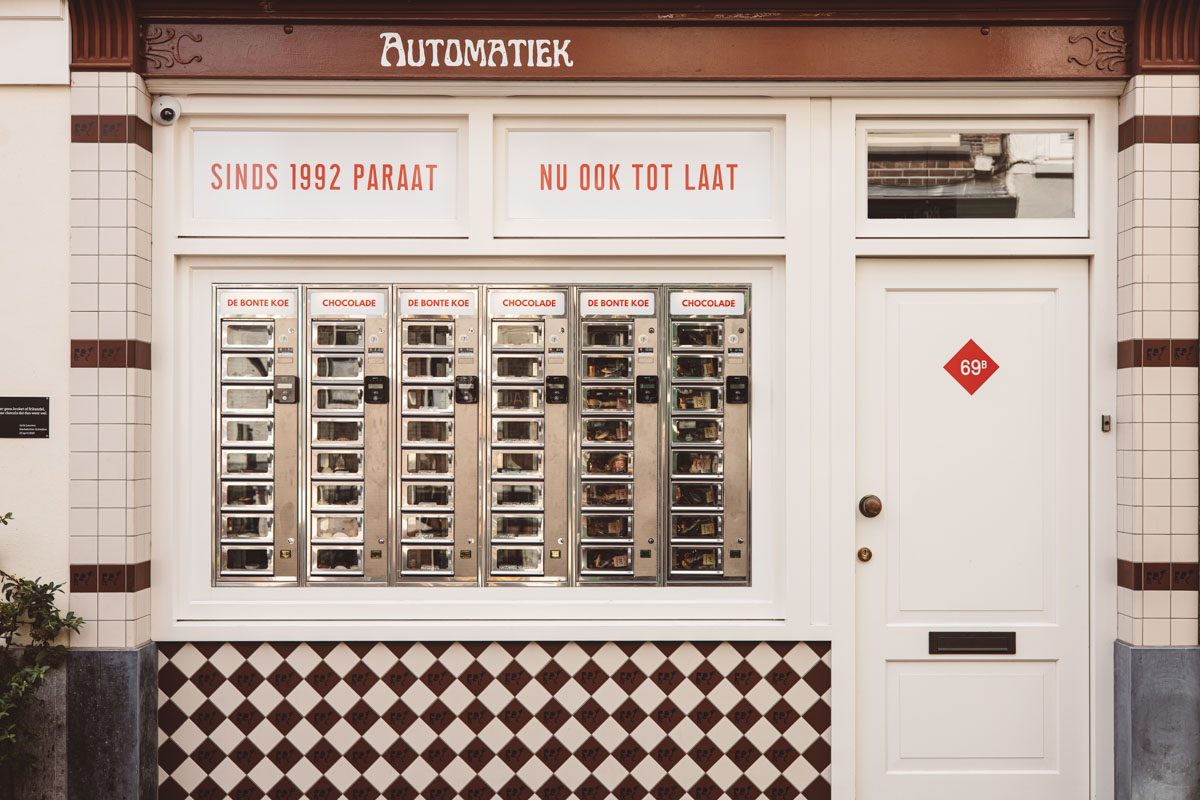 AUTOMATIEK
SINDS 1992 PARAAT
NU OOK TOT LAAT
DE BONTE KOE
CHOCOLADE
DE BONTE KOE
CHOCOLADE
DE BONTE KOE
CHOCOLADE
69B